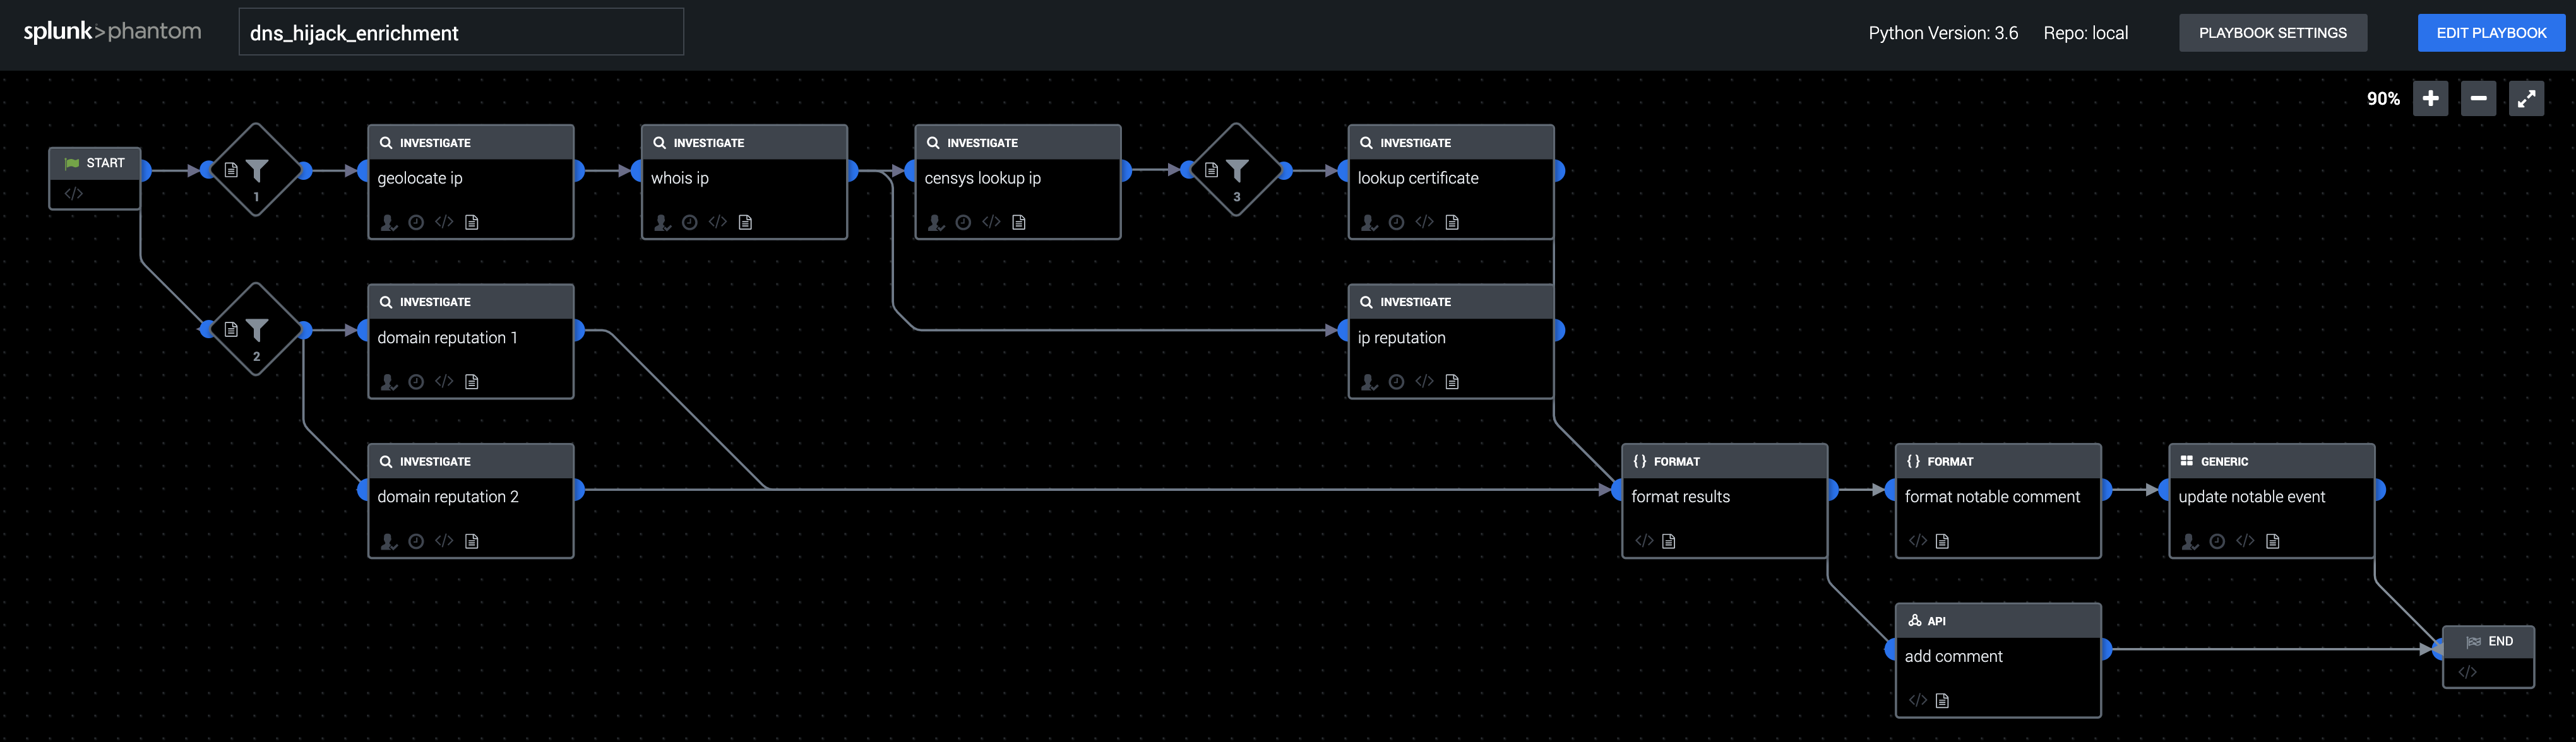 splunk>phantom
dns_hijack_enrichment
Python Version: 3.6
Repo: local
PLAYBOOK SETTINGS
EDIT PLAYBOOK
90%
START
</>
1
INVESTIGATE
geolocate ip
</>
INVESTIGATE
whois ip
</>
INVESTIGATE
censys lookup ip
</>
3
INVESTIGATE
lookup certificate
</>
2
INVESTIGATE
domain reputation 1
</>
INVESTIGATE
ip reputation
</>
INVESTIGATE
domain reputation 2
</>
{} FORMAT
format results
</>
{} FORMAT
format notable comment
</>
GENERIC
update notable event
</>
API
add comment
</>
END
</>